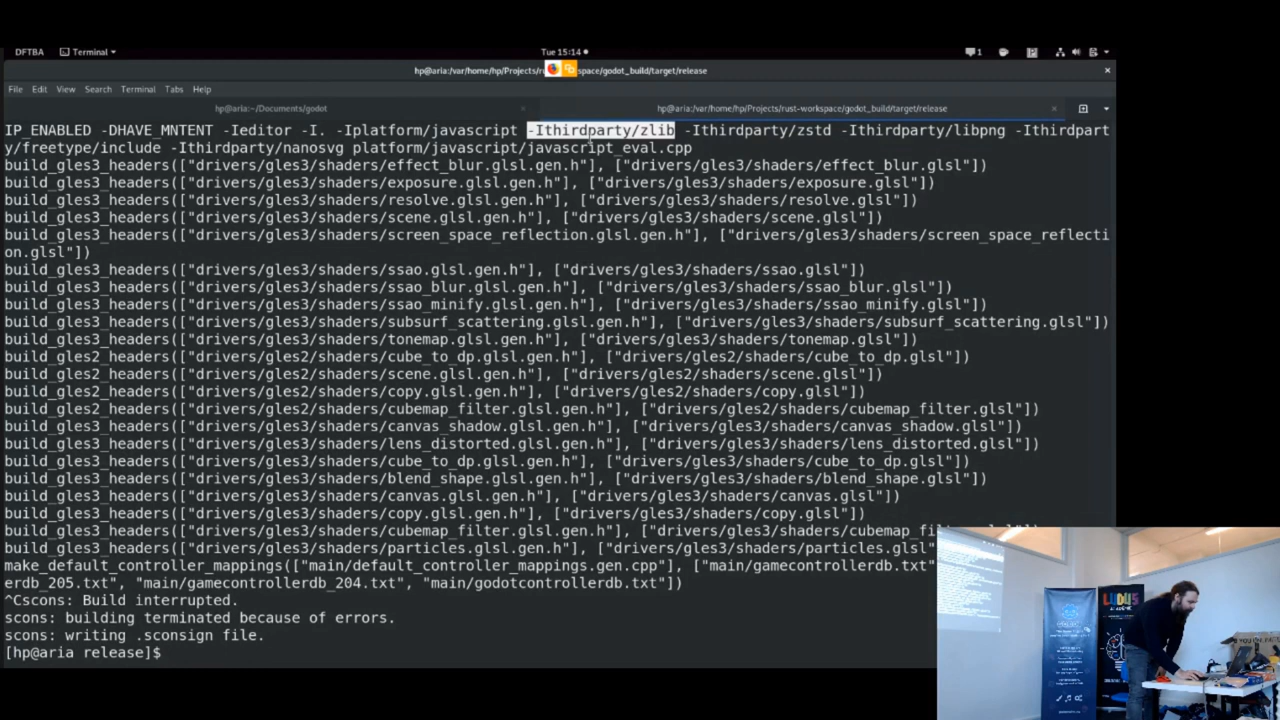 DFTBA Terminal Tue 15:14 1
hp@aria:/var/home/hp/Projects/ru space/godot_build/target/release
File Edit View Search Terminal Tabs Help
hp@aria:~/Documents/godot hp@aria:/var/home/hp/Projects/rust-workspace/godot_build/target/release
IP_ENABLED -DHAVE_MNTENT -Ieditor -I. -Iplatform/javascript -Ithirdparty/zlib -Ithirdparty/zstd -Ithirdparty/libpng -Ithirdpart
y/freetype/include -Ithirdparty/nanosvg platform/javascript/javascript_eval.cpp
build_gles3_headers(["drivers/gles3/shaders/effect_blur.glsl.gen.h"], ["drivers/gles3/shaders/effect_blur.glsl"])
build_gles3_headers(["drivers/gles3/shaders/exposure.glsl.gen.h"], ["drivers/gles3/shaders/exposure.glsl"])
build_gles3_headers(["drivers/gles3/shaders/resolve.glsl.gen.h"], ["drivers/gles3/shaders/resolve.glsl"])
build_gles3_headers(["drivers/gles3/shaders/scene.glsl.gen.h"], ["drivers/gles3/shaders/scene.glsl"])
build_gles3_headers(["drivers/gles3/shaders/screen_space_reflection.glsl.gen.h"], ["drivers/gles3/shaders/screen_space_reflecti
on.glsl"])
build_gles3_headers(["drivers/gles3/shaders/ssao.glsl.gen.h"], ["drivers/gles3/shaders/ssao.glsl"])
build_gles3_headers(["drivers/gles3/shaders/ssao_blur.glsl.gen.h"], ["drivers/gles3/shaders/ssao_blur.glsl"])
build_gles3_headers(["drivers/gles3/shaders/ssao_minify.glsl.gen.h"], ["drivers/gles3/shaders/ssao_minify.glsl"])
build_gles3_headers(["drivers/gles3/shaders/subsurf_scattering.glsl.gen.h"], ["drivers/gles3/shaders/subsurf_scattering.glsl"])
build_gles3_headers(["drivers/gles3/shaders/tonemap.glsl.gen.h"], ["drivers/gles3/shaders/tonemap.glsl"])
build_gles2_headers(["drivers/gles2/shaders/cube_to_dp.glsl.gen.h"], ["drivers/gles2/shaders/cube_to_dp.glsl"])
build_gles2_headers(["drivers/gles2/shaders/scene.glsl.gen.h"], ["drivers/gles2/shaders/scene.glsl"])
build_gles2_headers(["drivers/gles2/shaders/copy.glsl.gen.h"], ["drivers/gles2/shaders/copy.glsl"])
build_gles2_headers(["drivers/gles2/shaders/cubemap_filter.glsl.gen.h"], ["drivers/gles2/shaders/cubemap_filter.glsl"])
build_gles2_headers(["drivers/gles2/shaders/canvas_shadow.glsl.gen.h"], ["drivers/gles2/shaders/canvas_shadow.glsl"])
build_gles3_headers(["drivers/gles3/shaders/lens_distorted.glsl.gen.h"], ["drivers/gles3/shaders/lens_distorted.glsl"])
build_gles3_headers(["drivers/gles3/shaders/cube_to_dp.glsl.gen.h"], ["drivers/gles3/shaders/cube_to_dp.glsl"])
build_gles3_headers(["drivers/gles3/shaders/blend_shape.glsl.gen.h"], ["drivers/gles3/shaders/blend_shape.glsl"])
build_gles3_headers(["drivers/gles3/shaders/canvas.glsl.gen.h"], ["drivers/gles3/shaders/canvas.glsl"])
build_gles3_headers(["drivers/gles3/shaders/copy.glsl.gen.h"], ["drivers/gles3/shaders/copy.glsl"])
build_gles3_headers(["drivers/gles3/shaders/cubemap_filter.glsl.gen.h"], ["drivers/gles3/shaders/cubemap_
build_gles3_headers(["drivers/gles3/shaders/particles.glsl.gen.h"], ["drivers/gles3/shaders/particles.glsl"
make_default_controller_mappings(["main/default_controller_mappings.gen.cpp"], ["main/gamecontrollerdb.txt"
erdb_205.txt", "main/gamecontrollerdb_204.txt", "main/godotcontrollerdb.txt"])
^Cscons: Build interrupted.
scons: building terminated because of errors.
scons: writing .sconsign file.
[hp@aria release]$
LUDUS